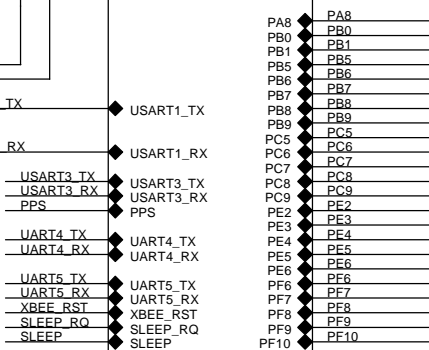 _TX
RX
USART3_TX
USART3_RX
PPS
UART4_TX
UART4_RX
UART5_TX
UART5_RX
XBEE_RST
SLEEP_RQ
SLEEP
USART1_TX
USART1_RX
USART3_TX
USART3_RX
PPS
UART4_TX
UART4_RX
UART5_TX
UART5_RX
XBEE_RST
SLEEP_RQ
SLEEP
PA8
PB0
PB1
PB5
PB6
PB7
PB8
PB9
PC5
PC6
PC7
PC8
PC9
PE2
PE3
PE4
PE5
PE6
PF6
PF7
PF8
PF9
PF10
PA8
PB0
PB1
PB5
PB6
PB7
PB8
PB9
PC5
PC6
PC7
PC8
PC9
PE2
PE3
PE4
PE5
PE6
PF6
PF7
PF8
PF9
PF10